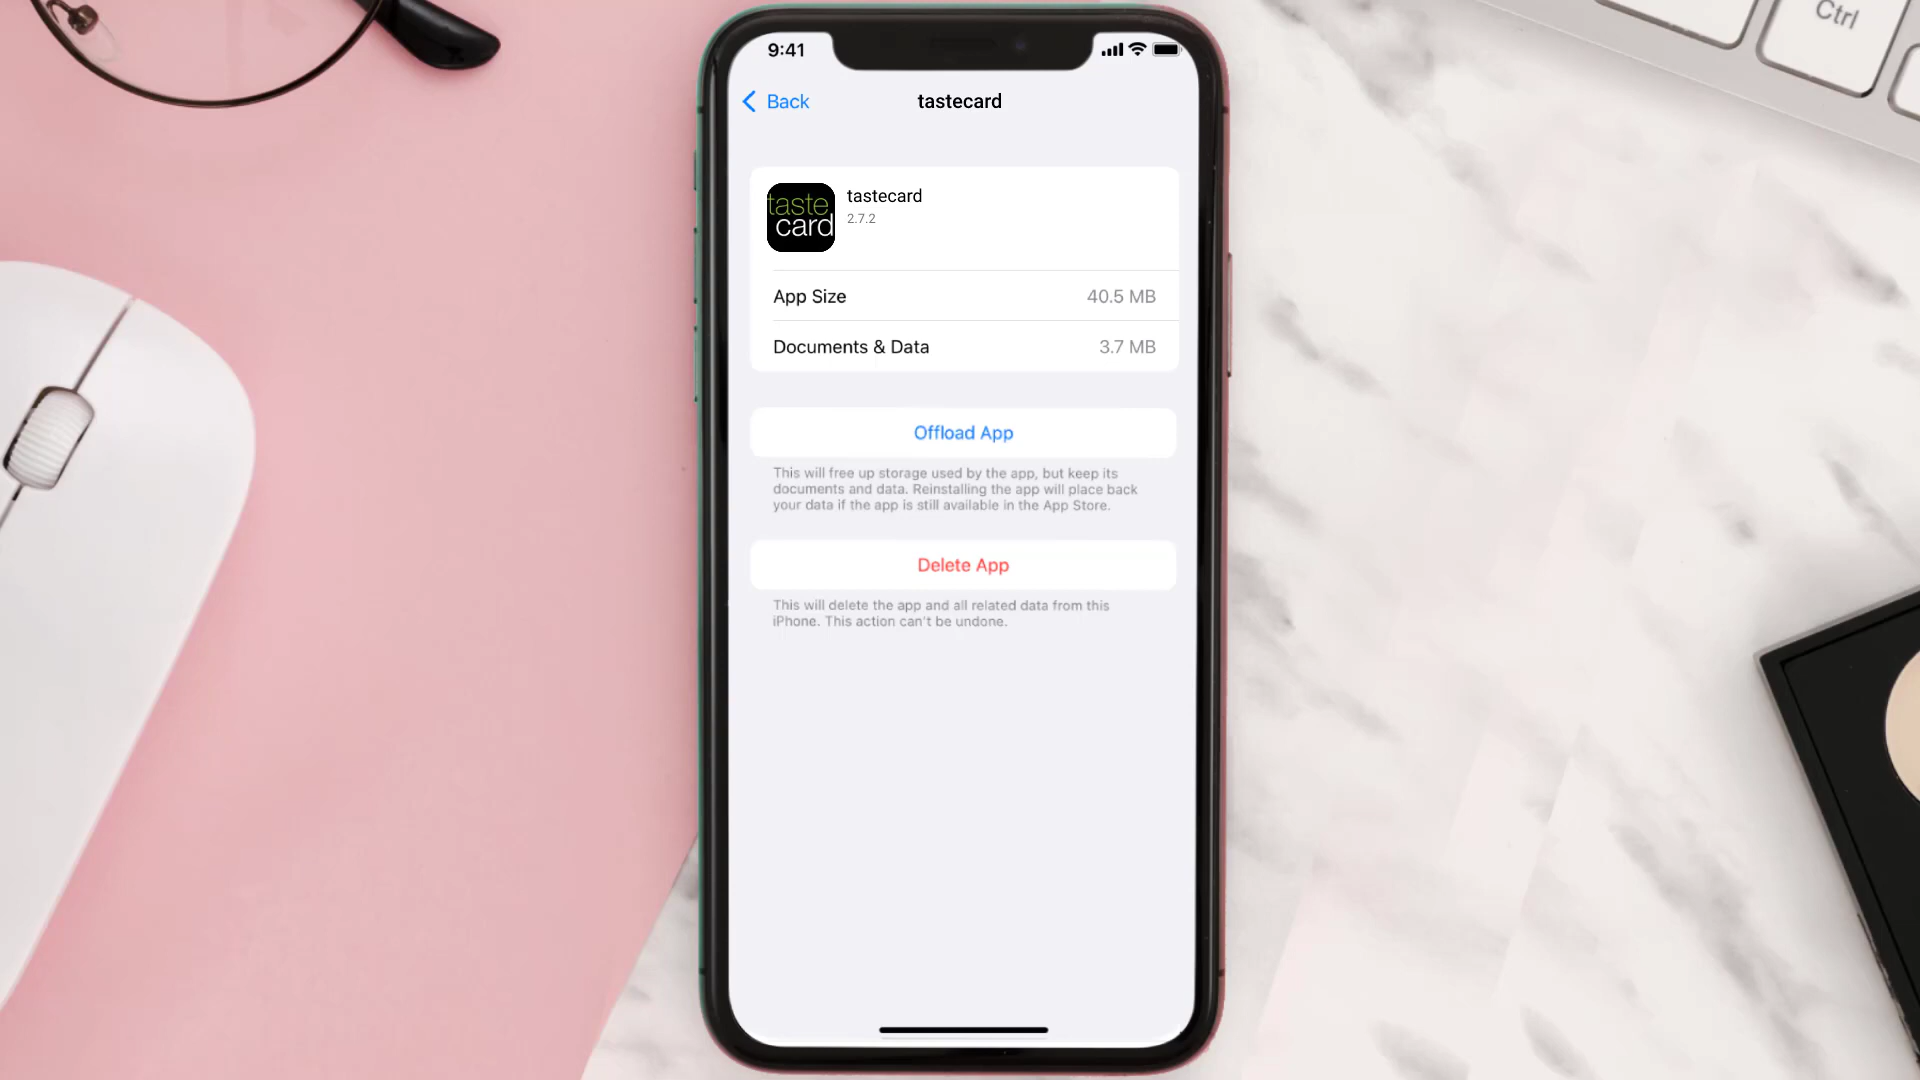 Ctrl
9:41
Back
tastecard
taste
card
tastecard
2.7.2
App Size
40.5 MB
Documents & Data
3.7 MB
Offload App
This will free up storage used by the app, but keep its
documents and data. Reinstalling the app will place back
your data if the app is still available in the App Store.
Delete App
This will delete the app and all related data from this
iPhone. This action can't be undone.